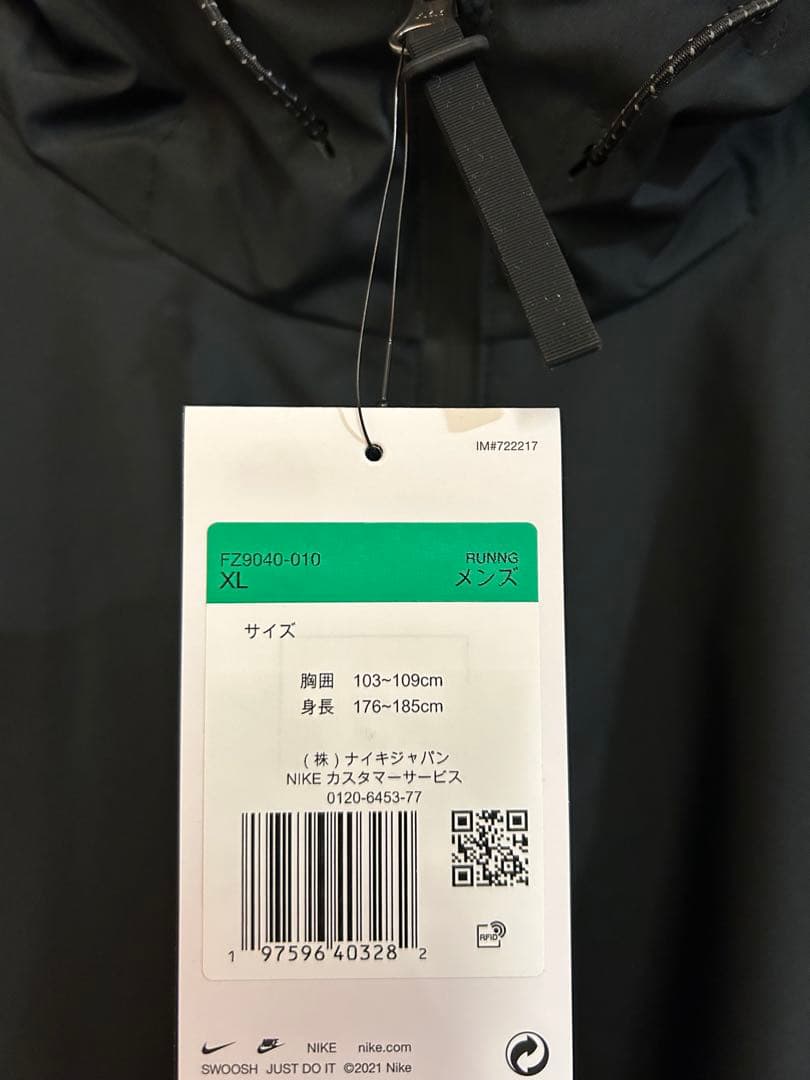 IM#722217
FZ9040-010 RUNNG
XL メンズ
サイズ
胸囲 103~109cm
身長 176~185cm
(株)ナイキジャパン
NIKE カスタマーサービス
0120-6453-77
RFID
1 97596 40328 2
NIKE nike.com
SWOOSH JUST DO IT ©2021 Nike